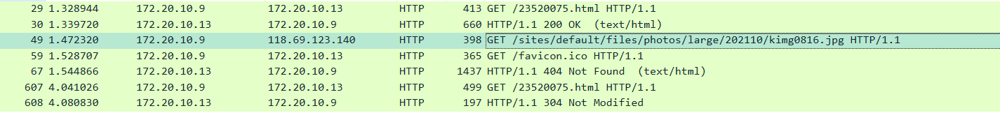 29 1.328944 172.20.10.9 172.20.10.13 HTTP 413 GET /23520075.html HTTP/1.1
30 1.339720 172.20.10.13 172.20.10.9 HTTP 660 HTTP/1.1 200 OK (text/html)
49 1.472320 172.20.10.9 118.69.123.140 HTTP 398 GET /sites/default/files/photos/large/202110/kimg0816.jpg HTTP/1.1
59 1.528707 172.20.10.9 172.20.10.13 HTTP 365 GET /favicon.ico HTTP/1.1
67 1.544866 172.20.10.13 172.20.10.9 HTTP 1437 HTTP/1.1 404 Not Found (text/html)
607 4.041026 172.20.10.9 172.20.10.13 HTTP 499 GET /23520075.html HTTP/1.1
608 4.080830 172.20.10.13 172.20.10.9 HTTP 197 HTTP/1.1 304 Not Modified